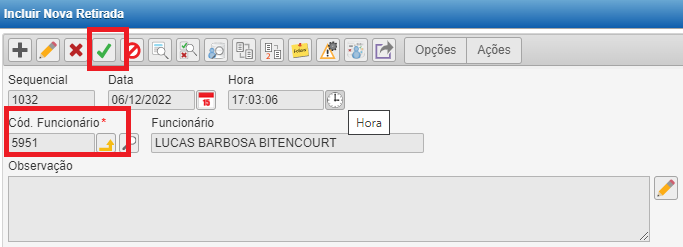 Incluir Nova Retirada
Opções Ações
Sequencial Data Hora
1032 06/12/2022 15 17:03:06
Cód. Funcionário* Funcionário Hora
5951 LUCAS BARBOSA BITENCOURT
Observação